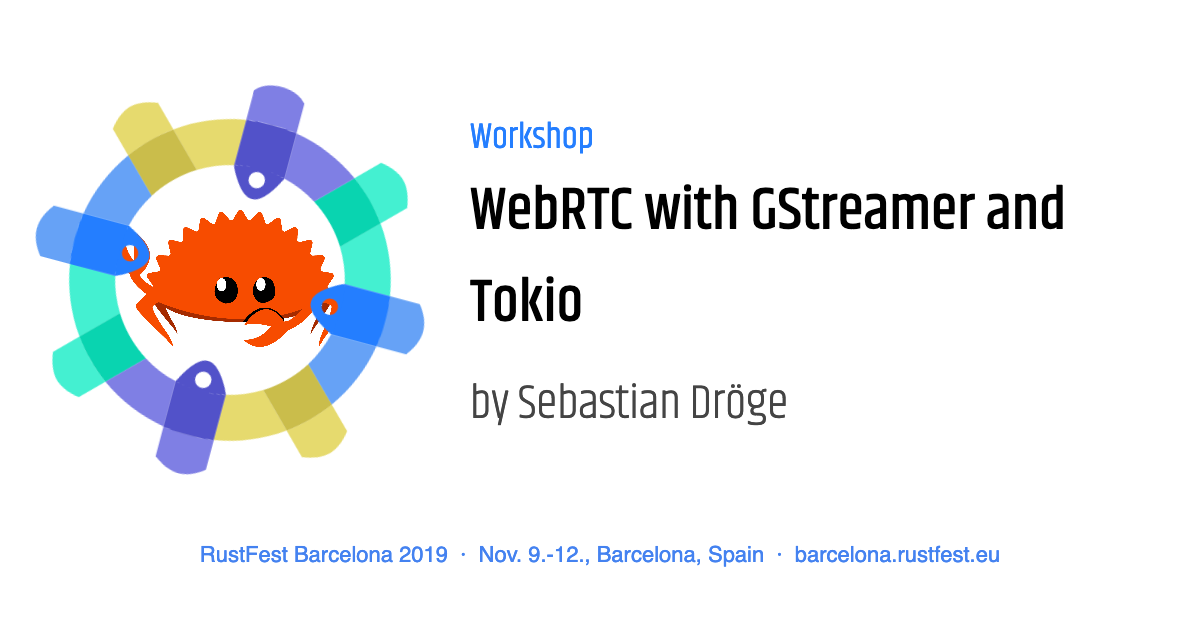 Workshop
WebRTC with GStreamer and
Tokio
by Sebastian Dröge
RustFest Barcelona 2019 · Nov. 9.-12., Barcelona, Spain · barcelona.rustfest.eu